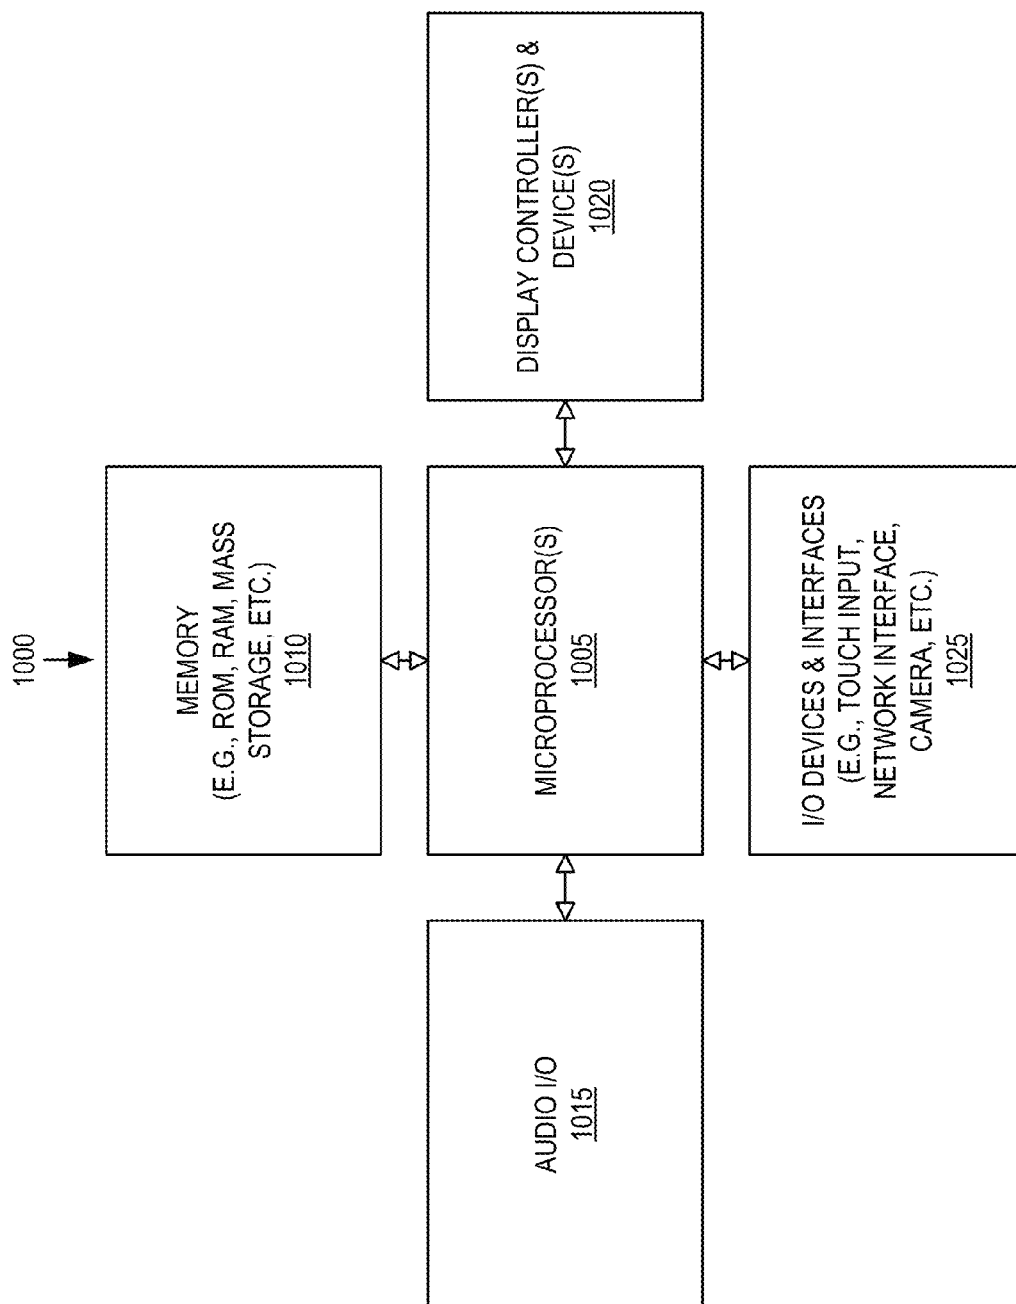 1000
MEMORY
(E.G., ROM, RAM, MASS
STORAGE, ETC.)
1010
AUDIO I/O
1015
MICROPROCESSOR(S)
1005
DISPLAY CONTROLLER(S) &
DEVICE(S)
1020
I/O DEVICES & INTERFACES
(E.G., TOUCH INPUT,
NETWORK INTERFACE,
CAMERA, ETC.)
1025